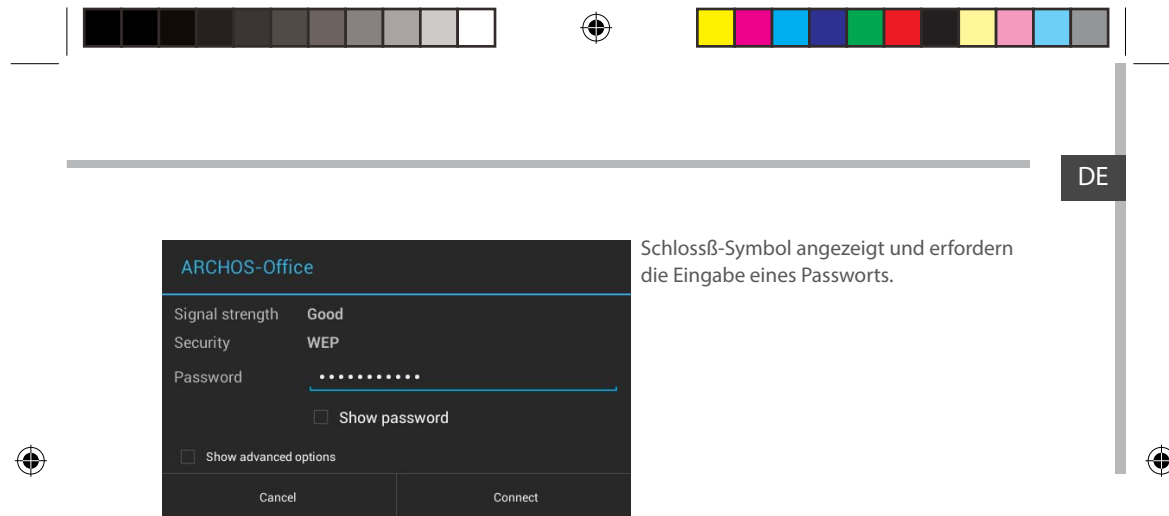 DE
Schlossß-Symbol angezeigt und erfordern
die Eingabe eines Passworts.
ARCHOS-Office
Signal strength Good
Security WEP
Password •••••••••••
Show password
Show advanced options
Cancel Connect